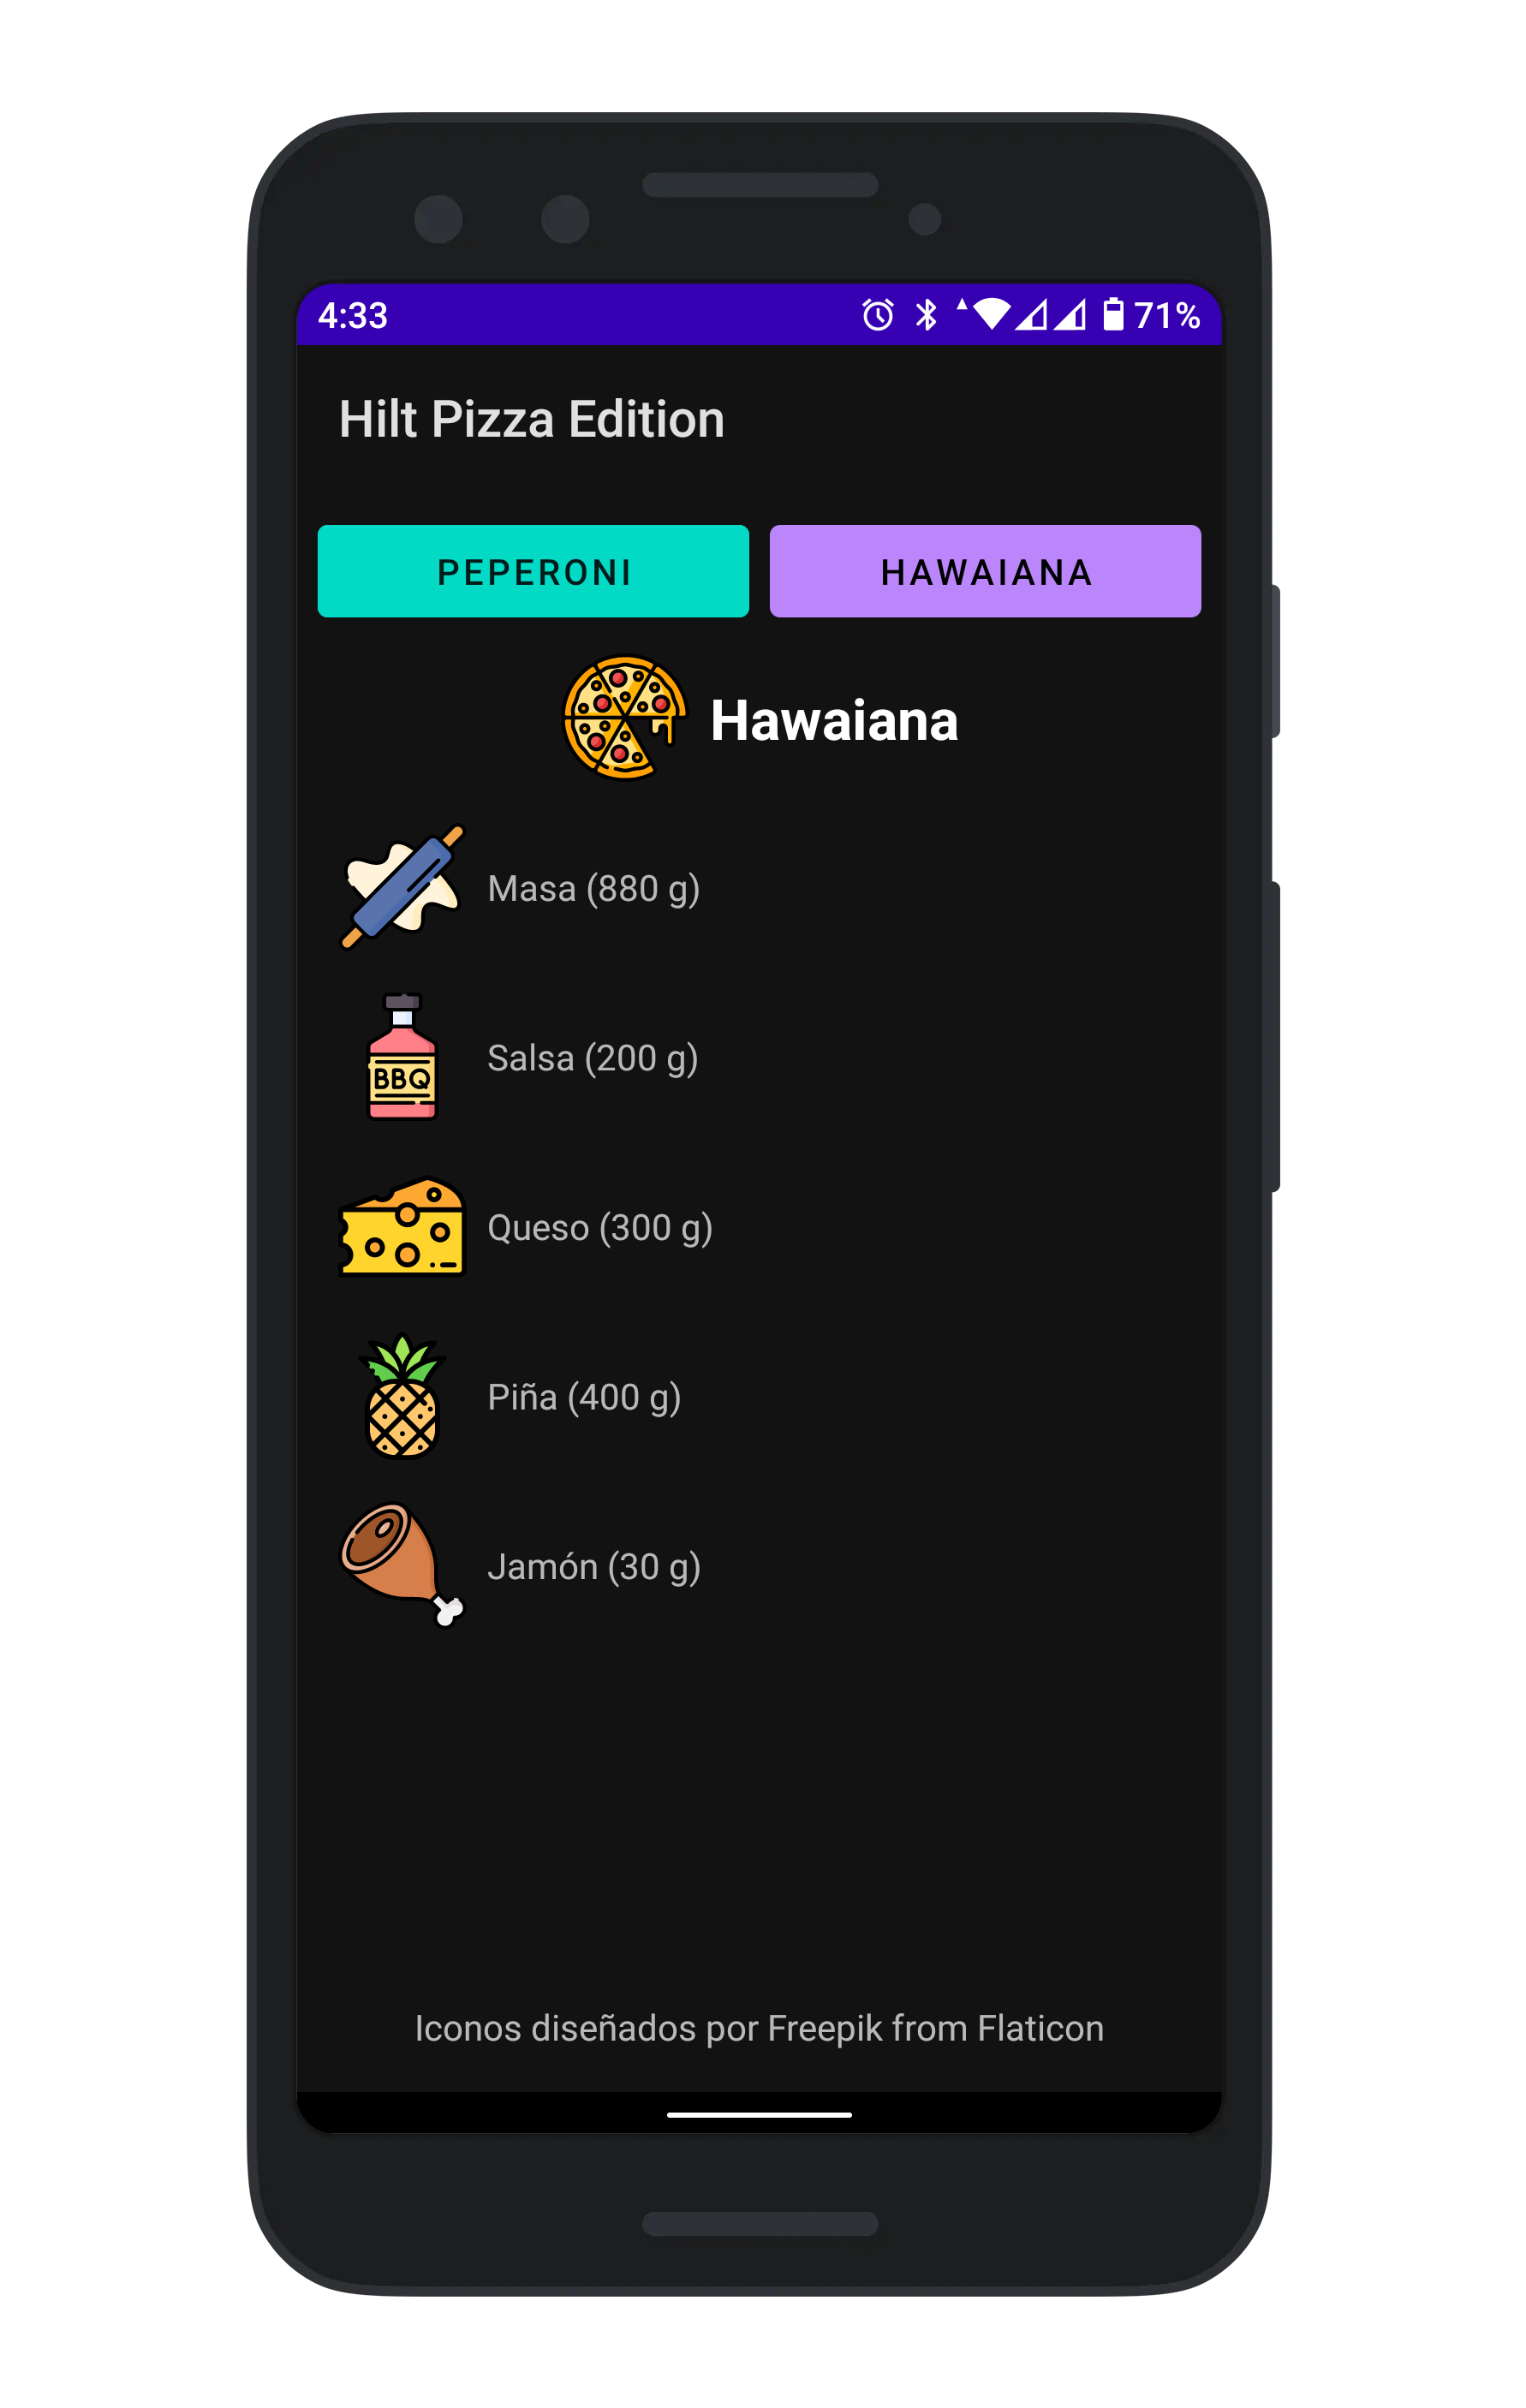 4:33 71%
Hilt Pizza Edition
PEPERONI HAWAIANA
Hawaiana
Masa (880 g)
BBQ
Salsa (200 g)
Queso (300 g)
Piña (400 g)
Jamón (30 g)
Iconos diseñados por Freepik from Flaticon